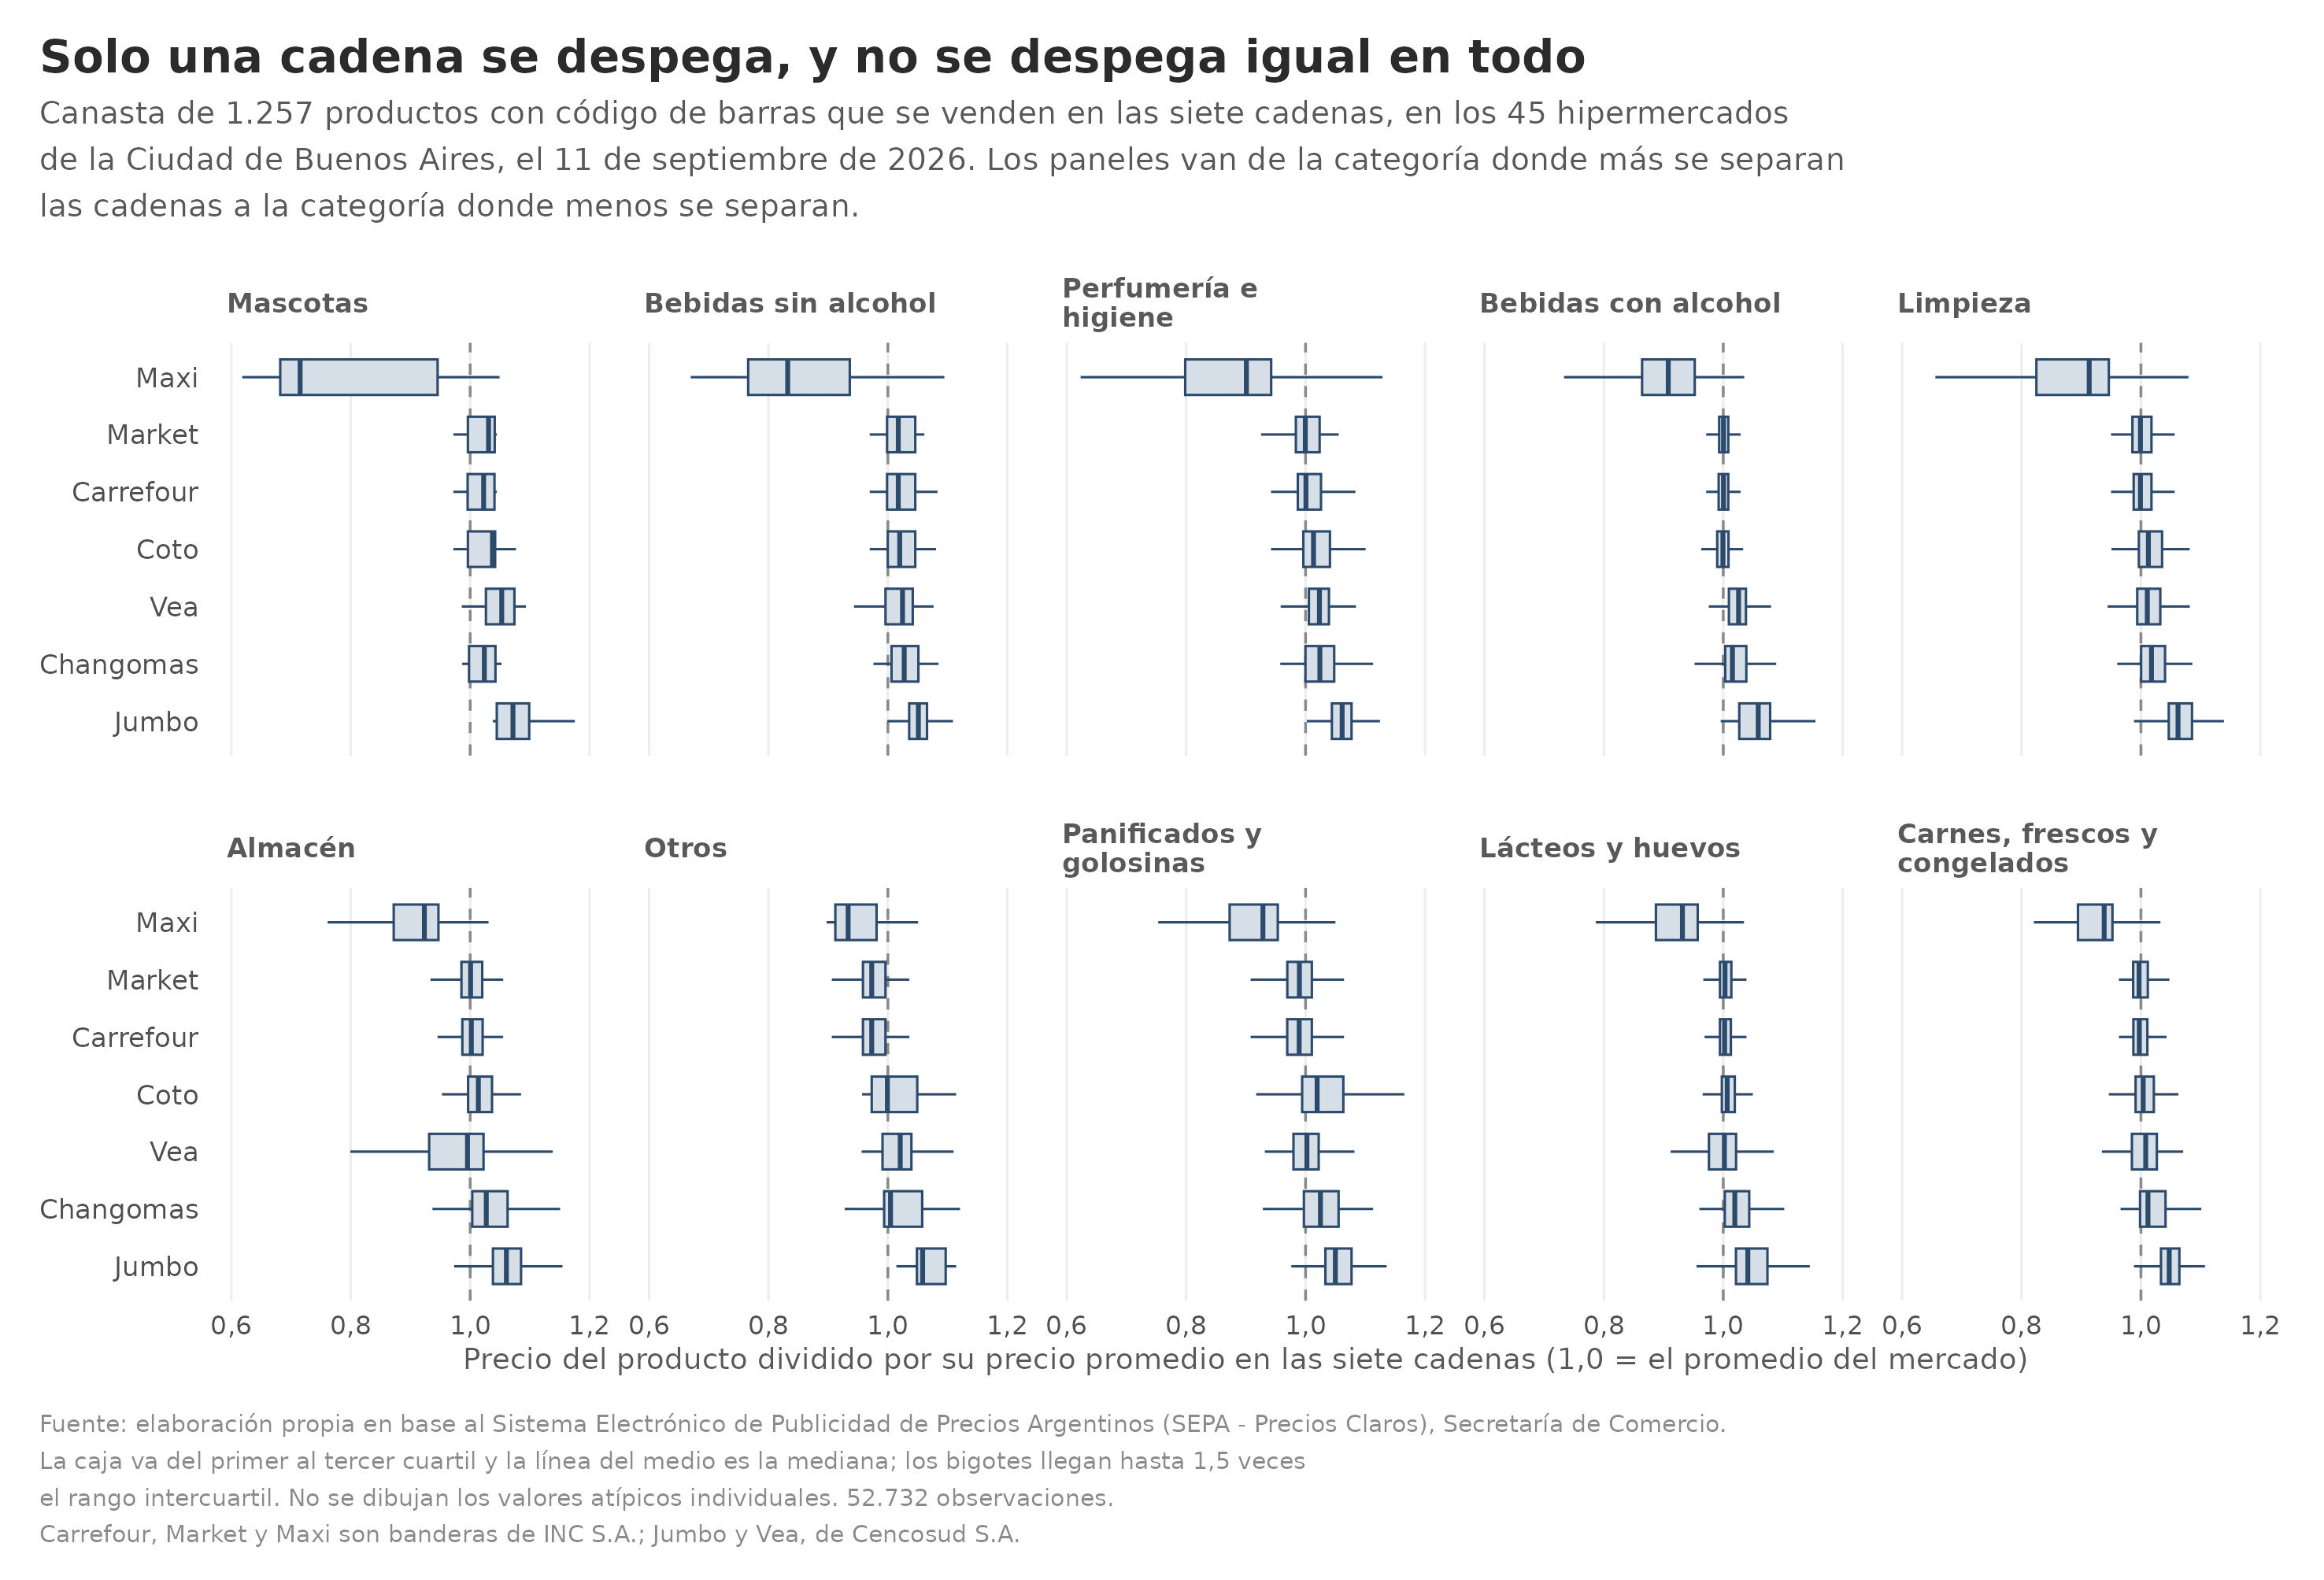 Solo una cadena se despega, y no se despega igual en todo
Canasta de 1.257 productos con código de barras que se venden en las siete cadenas, en los 45 hipermercados
de la Ciudad de Buenos Aires, el 11 de septiembre de 2026. Los paneles van de la categoría donde más se separan
las cadenas a la categoría donde menos se separan.
Mascotas
Bebidas sin alcohol
Perfumería e
higiene
Bebidas con alcohol
Limpieza
Maxi
Market
Carrefour
Coto
Vea
Changomas
Jumbo
Almacén
Otros
Panificados y
golosinas
Lácteos y huevos
Carnes, frescos y
congelados
Maxi
Market
Carrefour
Coto
Vea
Changomas
Jumbo
0,6 0,8 1,0 1,2 0,6 0,8 1,0 1,2 0,6 0,8 1,0 1,2 0,6 0,8 1,0 1,2 0,6 0,8 1,0 1,2
Precio del producto dividido por su precio promedio en las siete cadenas (1,0 = el promedio del mercado)
Fuente: elaboración propia en base al Sistema Electrónico de Publicidad de Precios Argentinos (SEPA - Precios Claros), Secretaría de Comercio.
La caja va del primer al tercer cuartil y la línea del medio es la mediana; los bigotes llegan hasta 1,5 veces
el rango intercuartil. No se dibujan los valores atípicos individuales. 52.732 observaciones.
Carrefour, Market y Maxi son banderas de INC S.A.; Jumbo y Vea, de Cencosud S.A.